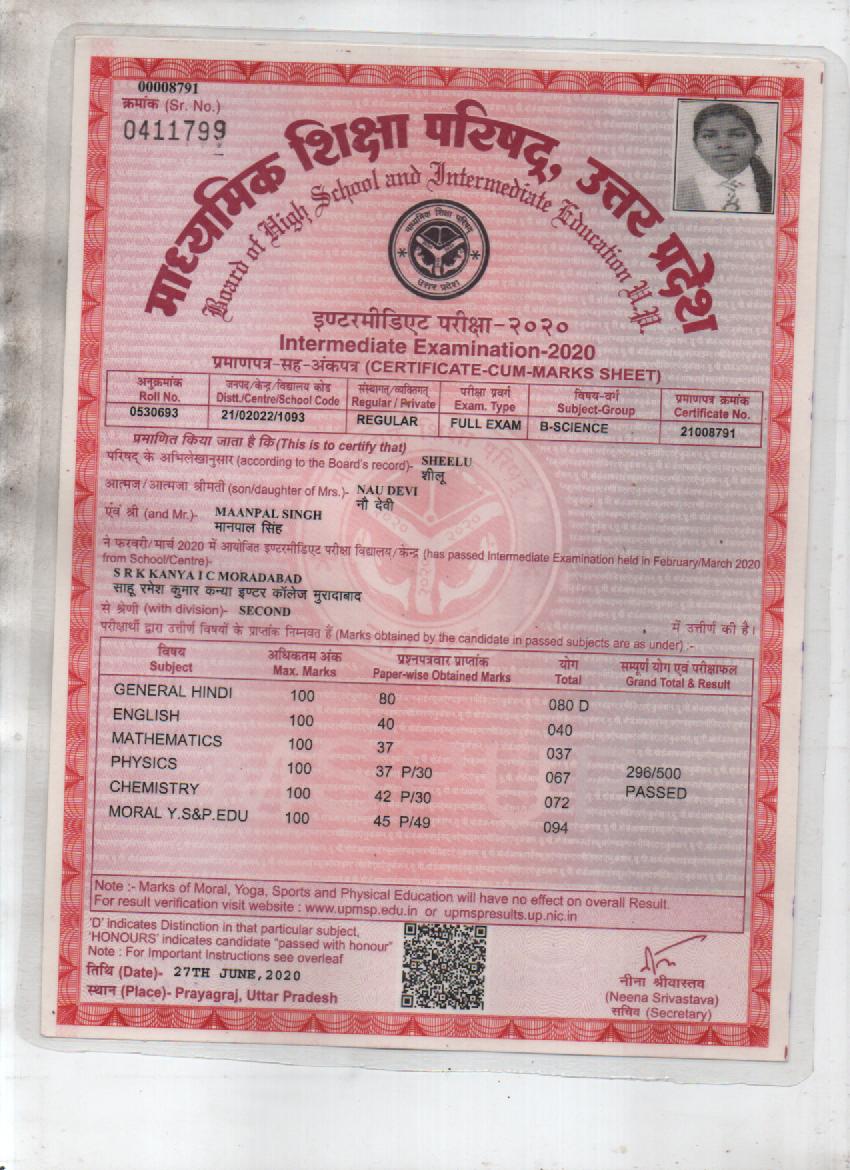 00008791
क्रमांक (Sr. No.)
0411799
माध्यमिक शिक्षा परिषद्, उत्तर प्रदेश
Board of High School and Intermediate Education U.P.
माध्यमिक शिक्षा परिषद
उत्तर प्रदेश
इण्टरमीडिएट परीक्षा-२०२०
Intermediate Examination-2020
प्रमाणपत्र-सह-अंकपत्र (CERTIFICATE-CUM-MARKS SHEET)
अनुक्रमांक जनपद/केन्द्र/विद्यालय कोड संस्थागत/व्यक्तिगत परीक्षा प्रवर्ग विषय-वर्ग प्रमाणपत्र क्रमांक
Roll No. Distt./Centre/School Code Regular / Private Exam. Type Subject-Group Certificate No.
0530693 21/02022/1093 REGULAR FULL EXAM B-SCIENCE 21008791
प्रमाणित किया जाता है कि (This is to certify that)
परिषद् के अभिलेखानुसार (according to the Board's record)- SHEELU
शीलू
आत्मज/आत्मजा श्रीमती (son/daughter of Mrs.)- NAU DEVI
नौ देवी
एवं श्री (and Mr.)- MAANPAL SINGH
मानपाल सिंह
ने फरवरी/मार्च 2020 में आयोजित इण्टरमीडिएट परीक्षा विद्यालय/केन्द्र (has passed Intermediate Examination held in February/March 2020
from School/Centre)-
S R K KANYA I C MORADABAD
साहू रमेश कुमार कन्या इण्टर कॉलेज मुरादाबाद
से श्रेणी (with division)- SECOND में उत्तीर्ण की है।
परीक्षार्थी द्वारा उत्तीर्ण विषयों के प्राप्तांक निम्नवत हैं (Marks obtained by the candidate in passed subjects are as under) :-
विषय अधिकतम अंक प्रश्नपत्रवार प्राप्तांक योग सम्पूर्ण योग एवं परीक्षाफल
Subject Max. Marks Paper-wise Obtained Marks Total Grand Total & Result
GENERAL HINDI 100 80 080 D
ENGLISH 100 40 040
MATHEMATICS 100 37 037
PHYSICS 100 37 P/30 067 296/500
CHEMISTRY 100 42 P/30 072 PASSED
MORAL Y.S&P.EDU 100 45 P/49 094
Note :- Marks of Moral, Yoga, Sports and Physical Education will have no effect on overall Result.
For result verification visit website : www.upmsp.edu.in or upmspresults.up.nic.in
'D' indicates Distinction in that particular subject,
'HONOURS' indicates candidate "passed with honour"
Note : For Important Instructions see overleaf
तिथि (Date)- 27TH JUNE,2020
स्थान (Place)- Prayagraj, Uttar Pradesh
नीना श्रीवास्तव
(Neena Srivastava)
सचिव (Secretary)